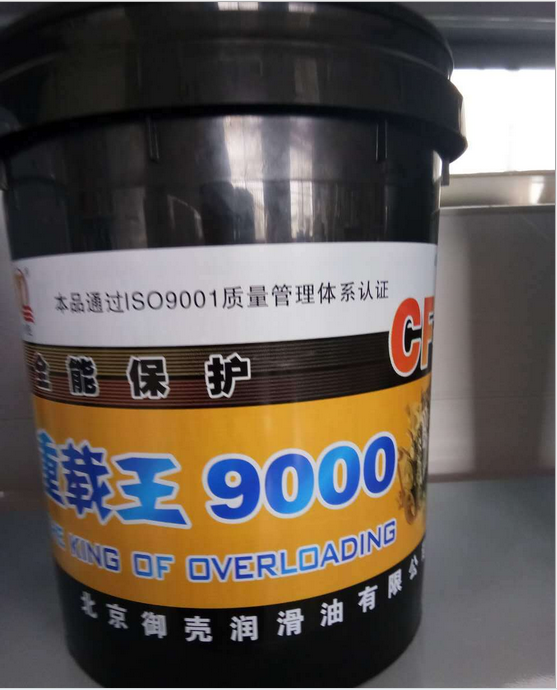 本品通过ISO9001质量管理体系认证
CF
全能保护
重载王 9000
THE KING OF OVERLOADING
北京御壳润滑油有限公